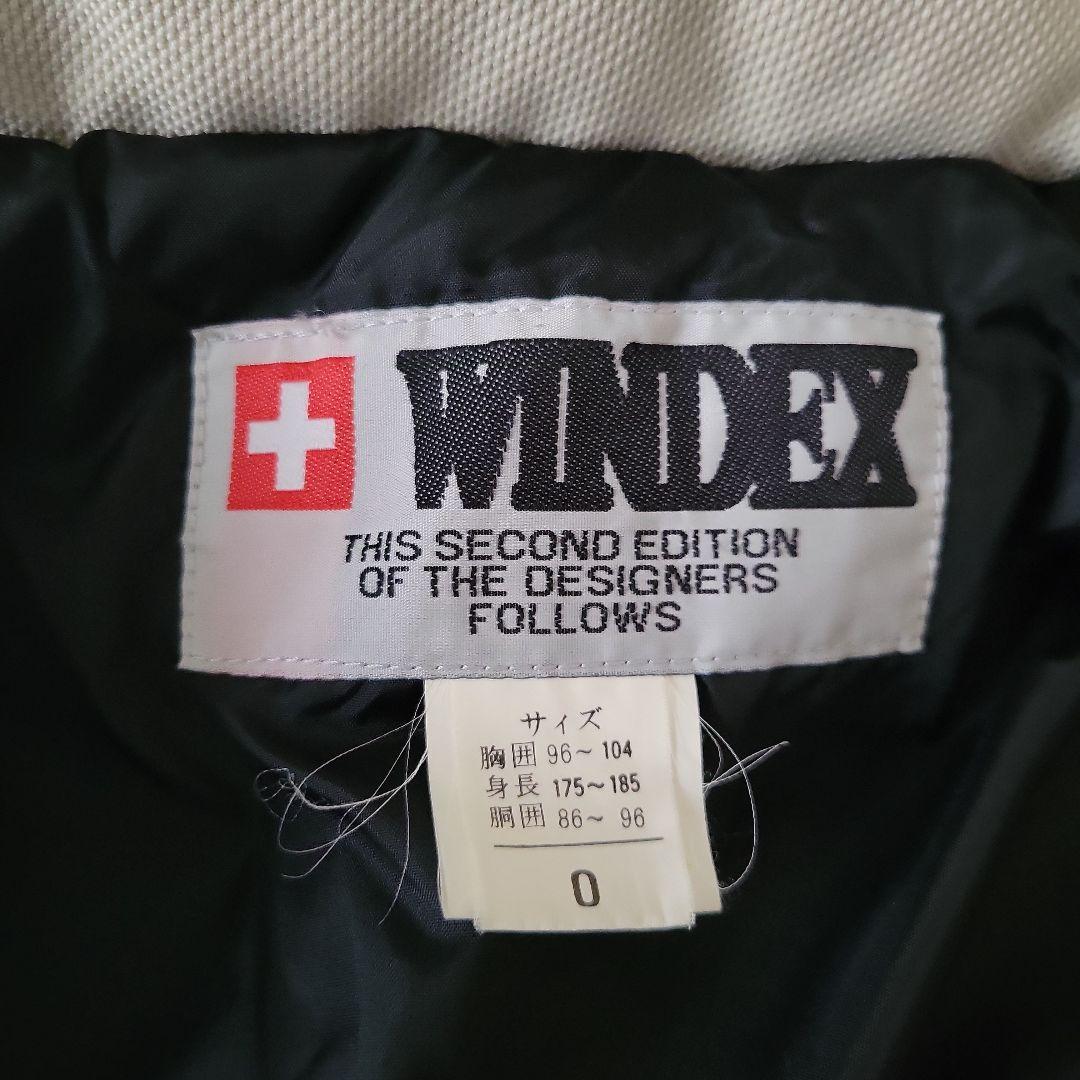 WINDEX
THIS SECOND EDITION
OF THE DESIGNERS
FOLLOWS
サイズ
胸囲 96～104
身長 175～185
胴囲 86～ 96
0